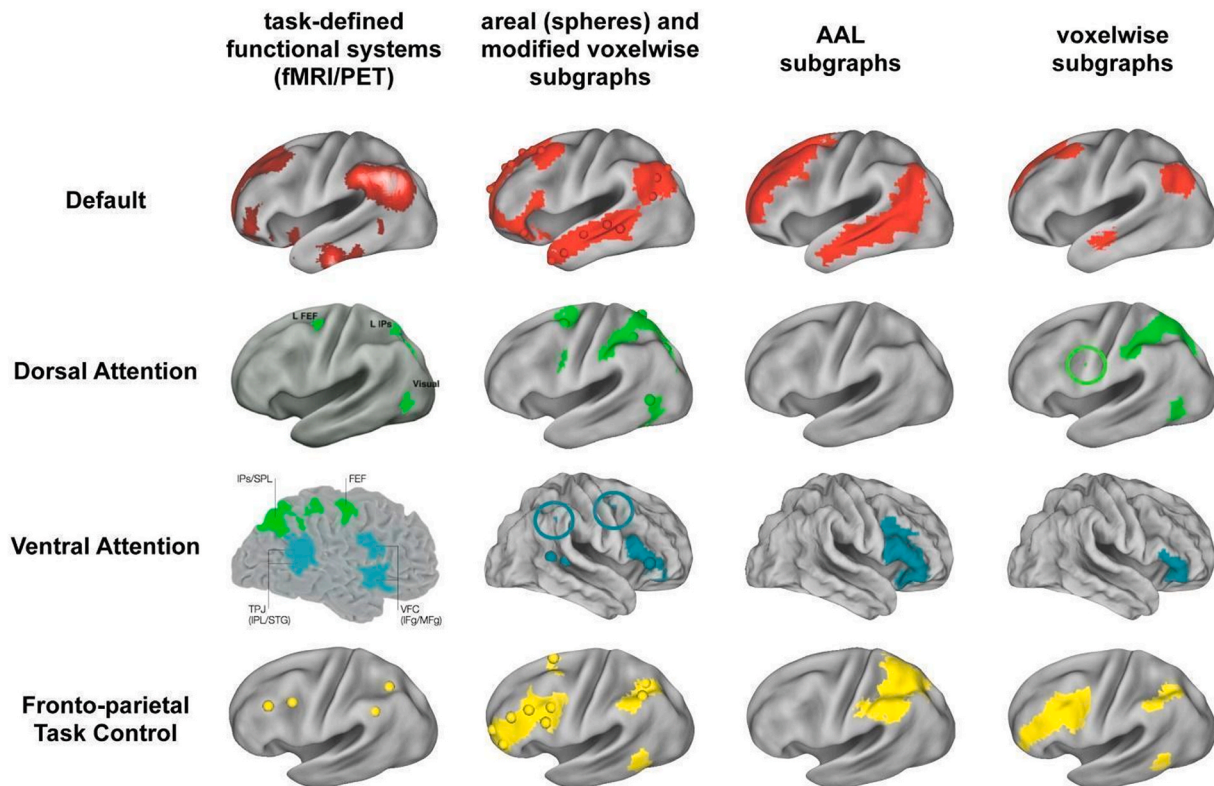 task-defined
functional systems
(fMRI/PET)
areal (spheres) and
modified voxelwise
subgraphs
AAL
subgraphs
voxelwise
subgraphs
Default
Dorsal Attention
L FEF
L IPs
Visual
Ventral Attention
IPs/SPL
FEF
TPJ
(IPL/STG)
VFC
(IFg/MFg)
Fronto-parietal
Task Control